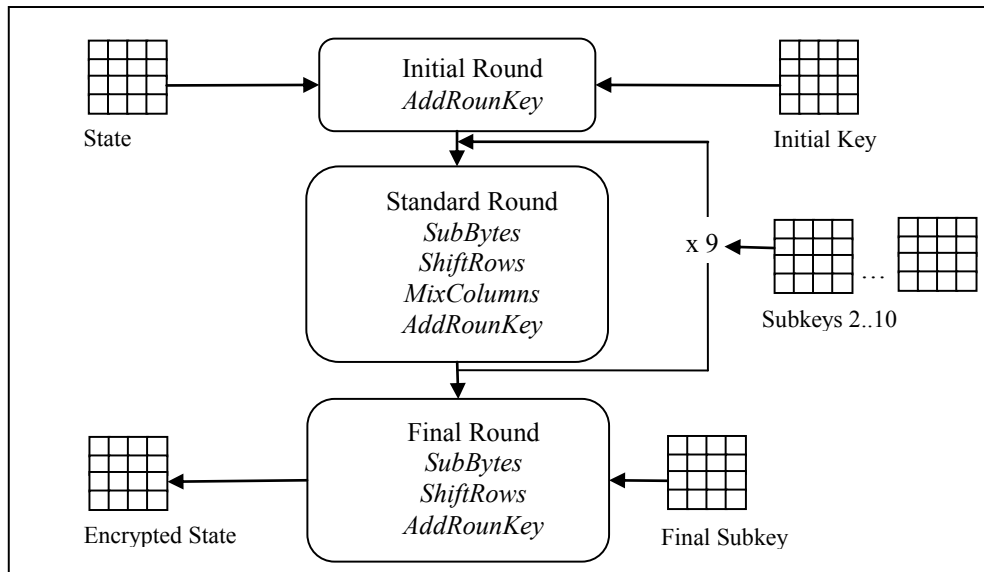 Initial Round
AddRounKey
State
Initial Key
Standard Round
SubBytes
ShiftRows
MixColumns
AddRounKey
x 9
...
Subkeys 2..10
Final Round
SubBytes
ShiftRows
AddRounKey
Encrypted State
Final Subkey